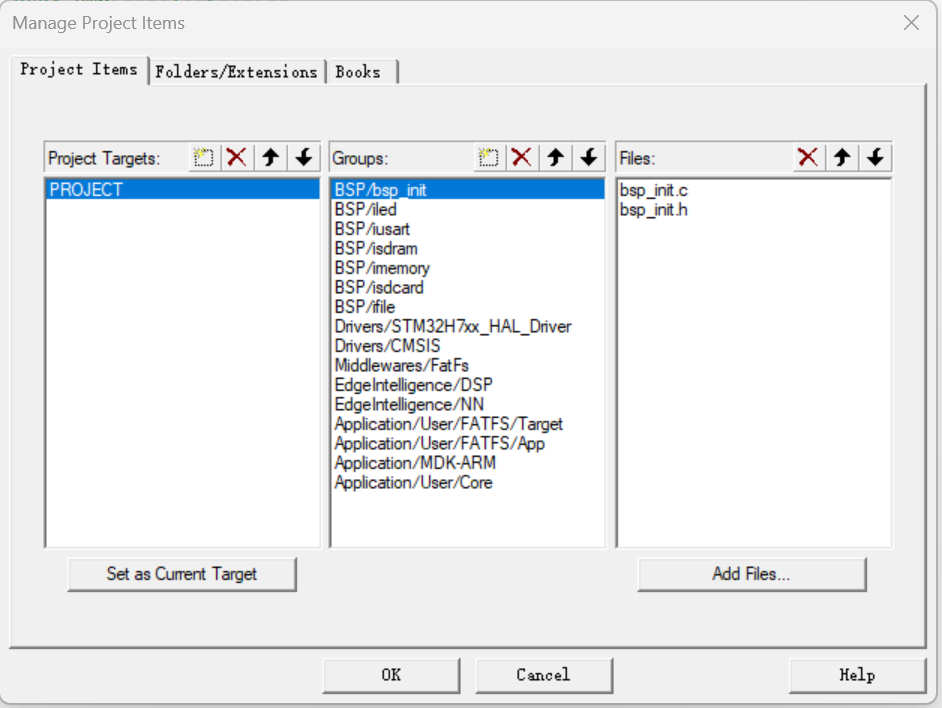 Manage Project Items
Project Items
Folders/Extensions
Books
Project Targets:
Groups:
Files:
PROJECT
BSP/bsp_init
BSP/iled
BSP/iusart
BSP/isdram
BSP/imemory
BSP/isdcard
BSP/ifile
Drivers/STM32H7xx_HAL_Driver
Drivers/CMSIS
Middlewares/FatFs
EdgeIntelligence/DSP
EdgeIntelligence/NN
Application/User/FATFS/Target
Application/User/FATFS/App
Application/MDK-ARM
Application/User/Core
bsp_init.c
bsp_init.h
Set as Current Target
Add Files...
OK
Cancel
Help